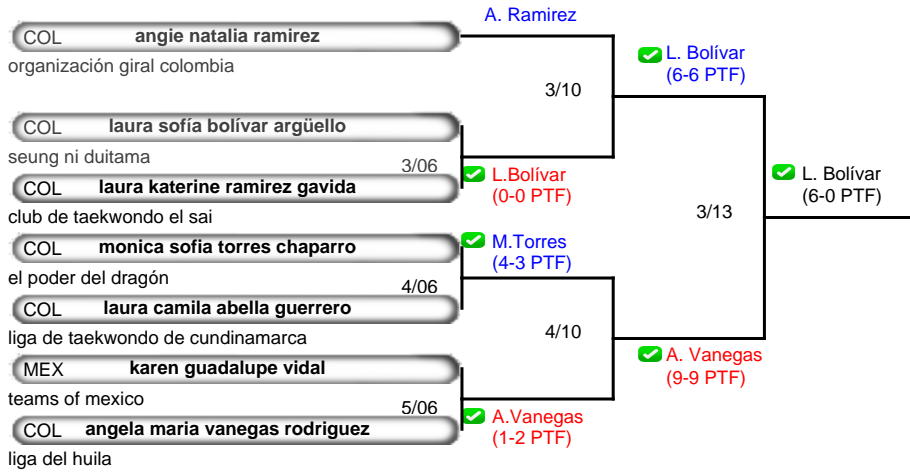 A. Ramirez
COL angie natalia ramirez
organización giral colombia
L. Bolívar
(6-6 PTF)
3/10
COL laura sofía bolívar argüello
seung ni duitama
3/06
L.Bolívar
(0-0 PTF)
COL laura katerine ramirez gavida
club de taekwondo el sai
L. Bolívar
(6-0 PTF)
3/13
COL monica sofia torres chaparro
el poder del dragón
M.Torres
(4-3 PTF)
4/06
COL laura camila abella guerrero
liga de taekwondo de cundinamarca
4/10
A. Vanegas
(9-9 PTF)
MEX karen guadalupe vidal
teams of mexico
5/06
A.Vanegas
(1-2 PTF)
COL angela maria vanegas rodriguez
liga del huila